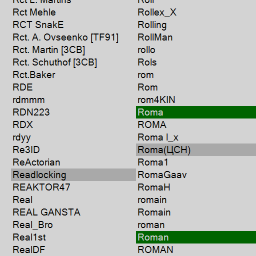 Rct E. Martins
Rct Mehle
RCT SnakE
Rct. A. Ovseenko [TF91]
Rct. Martin [3CB]
Rct. Schuthof [3CB]
Rct.Baker
RDE
rdmmm
RDN223
RDX
rdyy
Re3ID
ReActorian
Readlocking
REAKTOR47
Real
REAL GANSTA
Real_Bro
Real1st
RealDF
Roll
Rollex_X
Rolling
RollMan
rollo
Rols
rom
Rom
rom4KIN
Roma
ROMA
Roma I_x
Roma(ЦСН)
Roma1
RomaGaav
RomaH
romain
Romain
roman
Roman
ROMAN